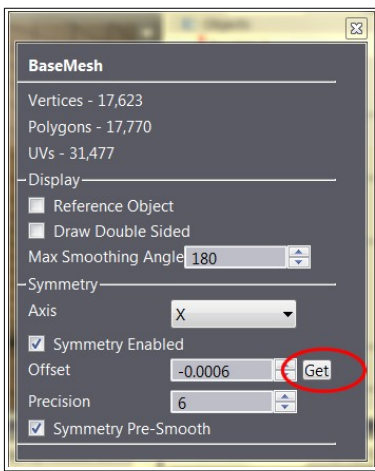 BaseMesh
Vertices - 17,623
Polygons - 17,770
UVs - 31,477
Display
Reference Object
Draw Double Sided
Max Smoothing Angle 180
Symmetry
Axis X
Symmetry Enabled
Offset -0.0006 Get
Precision 6
Symmetry Pre-Smooth